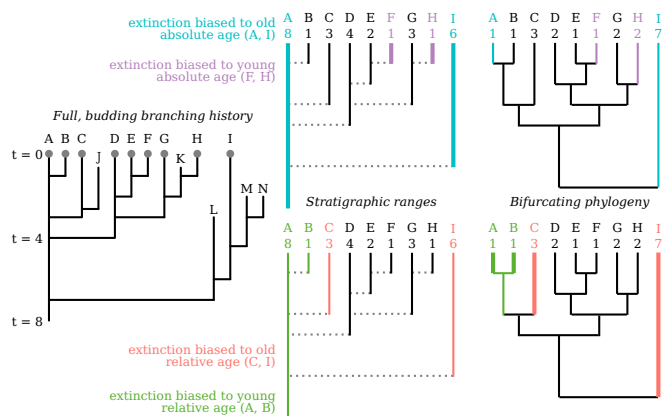 extinction biased to old
absolute age (A, I)
A B C D E F G H I
8 1 3 4 2 1 3 1 6
A B C D E F G H I
1 1 3 2 1 1 2 2 7
extinction biased to young
absolute age (F, H)
Full, budding branching history
A B C D E F G H I
J K
L M N
t = 0
t = 4
t = 8
Stratigraphic ranges
Bifurcating phylogeny
A B C D E F G H I
8 1 3 4 2 1 3 1 6
A B C D E F G H I
1 1 3 2 1 1 2 2 7
extinction biased to old
relative age (C, I)
extinction biased to young
relative age (A, B)